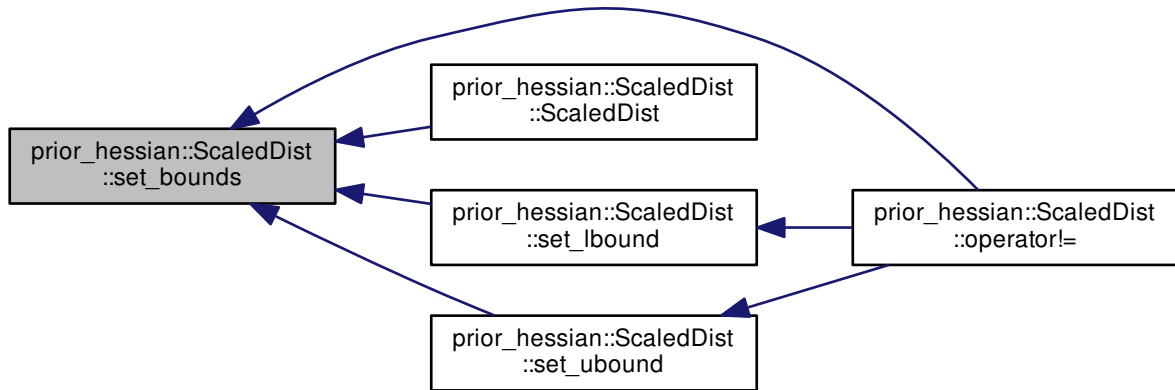 prior_hessian::ScaledDist
::set_bounds
prior_hessian::ScaledDist
::ScaledDist
prior_hessian::ScaledDist
::set_lbound
prior_hessian::ScaledDist
::set_ubound
prior_hessian::ScaledDist
::operator!=